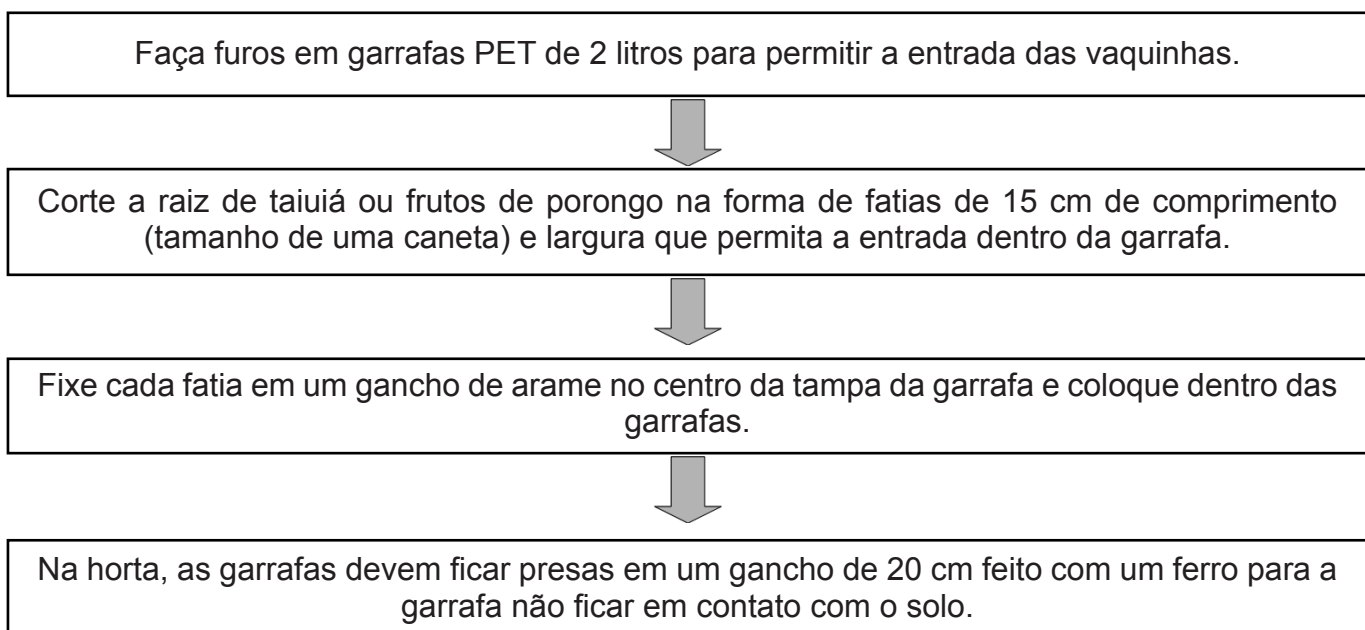 Faça furos em garrafas PET de 2 litros para permitir a entrada das vaquinhas.
Corte a raiz de taiuiá ou frutos de porongo na forma de fatias de 15 cm de comprimento
(tamanho de uma caneta) e largura que permita a entrada dentro da garrafa.
Fixe cada fatia em um gancho de arame no centro da tampa da garrafa e coloque dentro das
garrafas.
Na horta, as garrafas devem ficar presas em um gancho de 20 cm feito com um ferro para a
garrafa não ficar em contato com o solo.